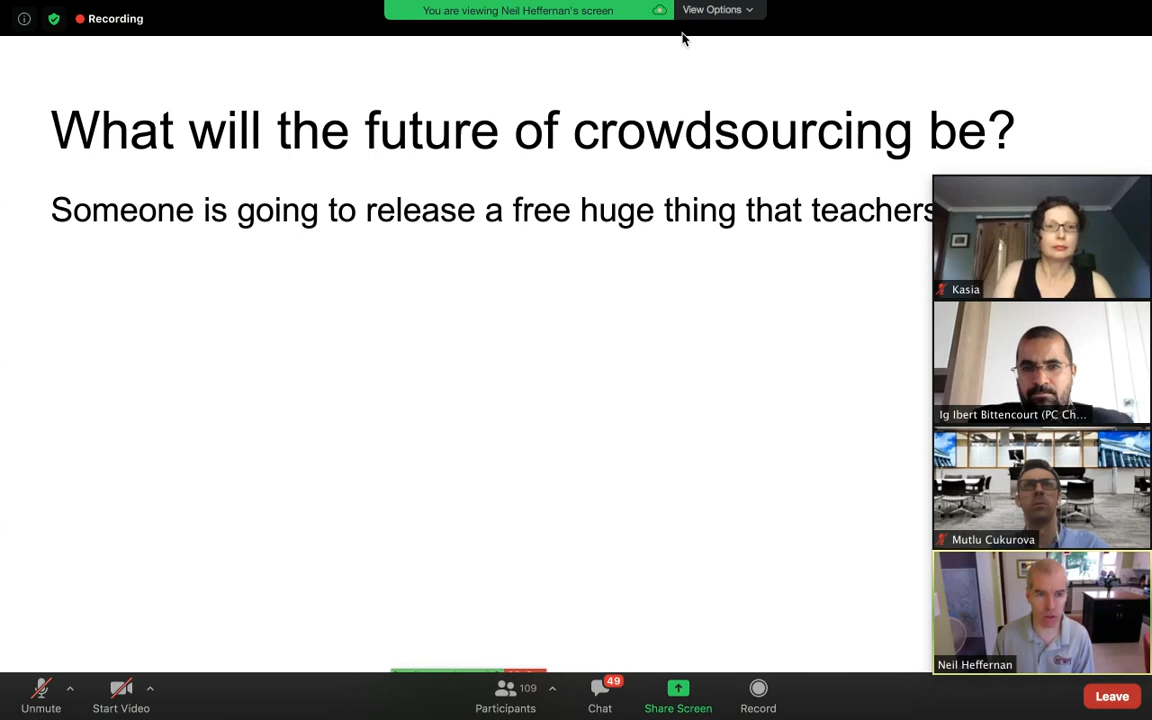 Recording
You are viewing Neil Heffernan's screen
View Options
What will the future of crowdsourcing be?
Someone is going to release a free huge thing that teachers
Kasia
Ig Ibert Bittencourt (PC Ch...
Mutlu Cukurova
Neil Heffernan
Unmute
Start Video
109
Participants
49
Chat
Share Screen
Record
Leave